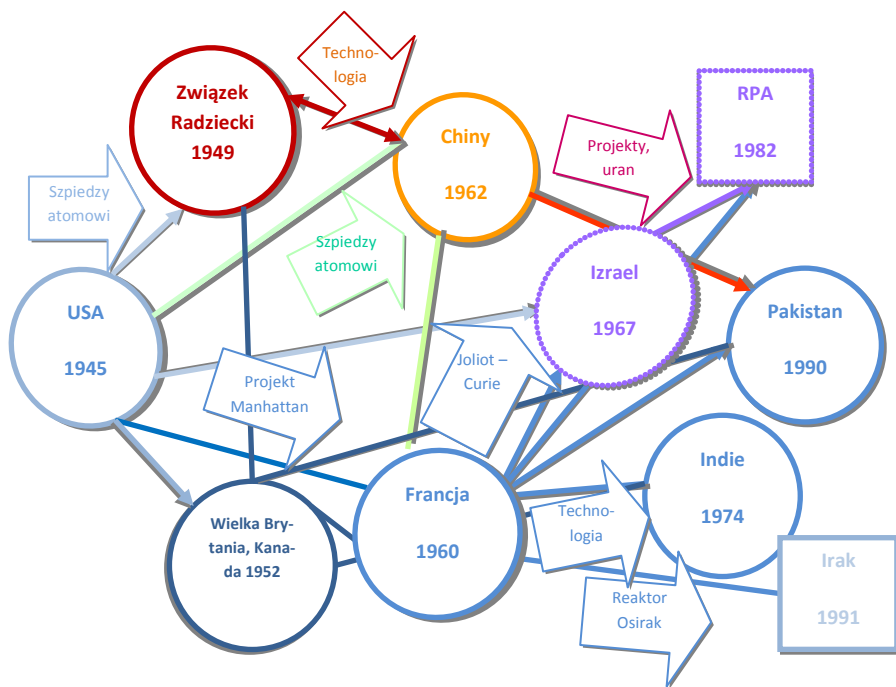 Techno-
logia
Związek
Radziecki
1949
RPA
1982
Chiny
1962
Projekty,
uran
Szpiedzy
atomowi
Szpiedzy
atomowi
Izrael
1967
USA
1945
Pakistan
1990
Projekt
Manhattan
Joliot –
Curie
Indie
1974
Francja
1960
Wielka Bry-
tania, Kana-
da 1952
Techno-
logia
Irak
1991
Reaktor
Osirak